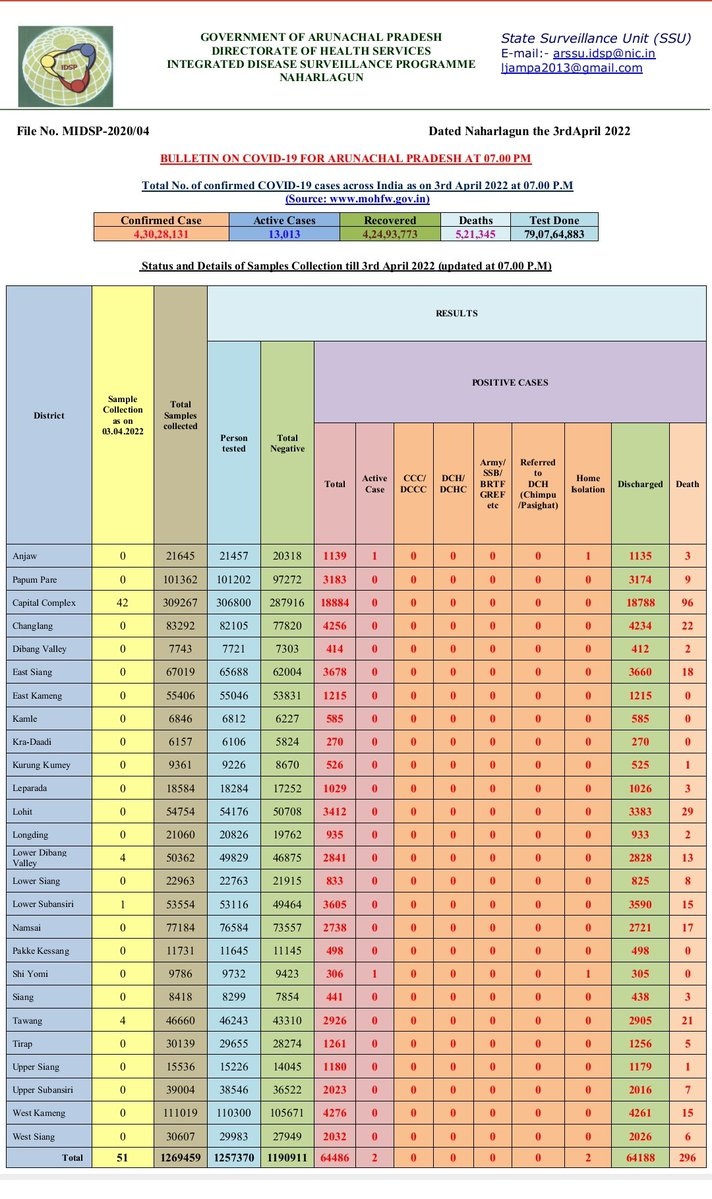 IDSP
GOVERNMENT OF ARUNACHAL PRADESH
DIRECTORATE OF HEALTH SERVICES
INTEGRATED DISEASE SURVEILLANCE PROGRAMME
NAHARLAGUN
State Surveillance Unit (SSU)
E-mail:- arssu.idsp@nic.in
ljampa2013@gmail.com
File No. MIDSP-2020/04 Dated Naharlagun the 3rdApril 2022
BULLETIN ON COVID-19 FOR ARUNACHAL PRADESH AT 07.00 PM
Total No. of confirmed COVID-19 cases across India as on 3rd April 2022 at 07.00 P.M
(Source: www.mohfw.gov.in)
Confirmed Case Active Cases Recovered Deaths Test Done
4,30,28,131 13,013 4,24,93,773 5,21,345 79,07,64,883
Status and Details of Samples Collection till 3rd April 2022 (updated at 07.00 P.M)
District
Sample
Collection
as on
03.04.2022
Total
Samples
collected
RESULTS
Person
tested
Total
Negative
POSITIVE CASES
Total
Active
Case
CCC/
DCCC
DCH/
DCHC
Army/
SSB/
BRTF
GREF
etc
Referred
to
DCH
(Chimpu
/Pasighat)
Home
Isolation
Discharged
Death
Anjaw 0 21645 21457 20318 1139 1 0 0 0 0 1 1135 3
Papum Pare 0 101362 101202 97272 3183 0 0 0 0 0 0 3174 9
Capital Complex 42 309267 306800 287916 18884 0 0 0 0 0 0 18788 96
Changlang 0 83292 82105 77820 4256 0 0 0 0 0 0 4234 22
Dibang Valley 0 7743 7721 7303 414 0 0 0 0 0 0 412 2
East Siang 0 67019 65688 62004 3678 0 0 0 0 0 0 3660 18
East Kameng 0 55406 55046 53831 1215 0 0 0 0 0 0 1215 0
Kamle 0 6846 6812 6227 585 0 0 0 0 0 0 585 0
Kra-Daadi 0 6157 6106 5824 270 0 0 0 0 0 0 270 0
Kurung Kumey 0 9361 9226 8670 526 0 0 0 0 0 0 525 1
Leparada 0 18584 18284 17252 1029 0 0 0 0 0 0 1026 3
Lohit 0 54754 54176 50708 3412 0 0 0 0 0 0 3383 29
Longding 0 21060 20826 19762 935 0 0 0 0 0 0 933 2
Lower Dibang
Valley 4 50362 49829 46875 2841 0 0 0 0 0 0 2828 13
Lower Siang 0 22963 22763 21915 833 0 0 0 0 0 0 825 8
Lower Subansiri 1 53554 53116 49464 3605 0 0 0 0 0 0 3590 15
Namsai 0 77184 76584 73557 2738 0 0 0 0 0 0 2721 17
Pakke Kessang 0 11731 11645 11145 498 0 0 0 0 0 0 498 0
Shi Yomi 0 9786 9732 9423 306 1 0 0 0 0 1 305 0
Siang 0 8418 8299 7854 441 0 0 0 0 0 0 438 3
Tawang 4 46660 46243 43310 2926 0 0 0 0 0 0 2905 21
Tirap 0 30139 29655 28274 1261 0 0 0 0 0 0 1256 5
Upper Siang 0 15536 15226 14045 1180 0 0 0 0 0 0 1179 1
Upper Subansiri 0 39004 38546 36522 2023 0 0 0 0 0 0 2016 7
West Kameng 0 111019 110300 105671 4276 0 0 0 0 0 0 4261 15
West Siang 0 30607 29983 27949 2032 0 0 0 0 0 0 2026 6
Total 51 1269459 1257370 1190911 64486 2 0 0 0 0 2 64188 296